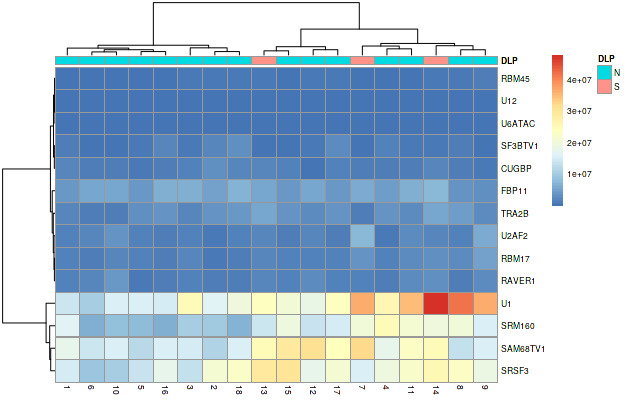 DLP
DLP
N
S
4e+07
3e+07
2e+07
1e+07
RBM45
U12
U6ATAC
SF3BTV1
CUGBP
FBP11
TRA2B
U2AF2
RBM17
RAVER1
U1
SRM160
SAM68TV1
SRSF3
1 6 10 5 16 3 2 18 13 15 12 17 7 4 11 14 8 9